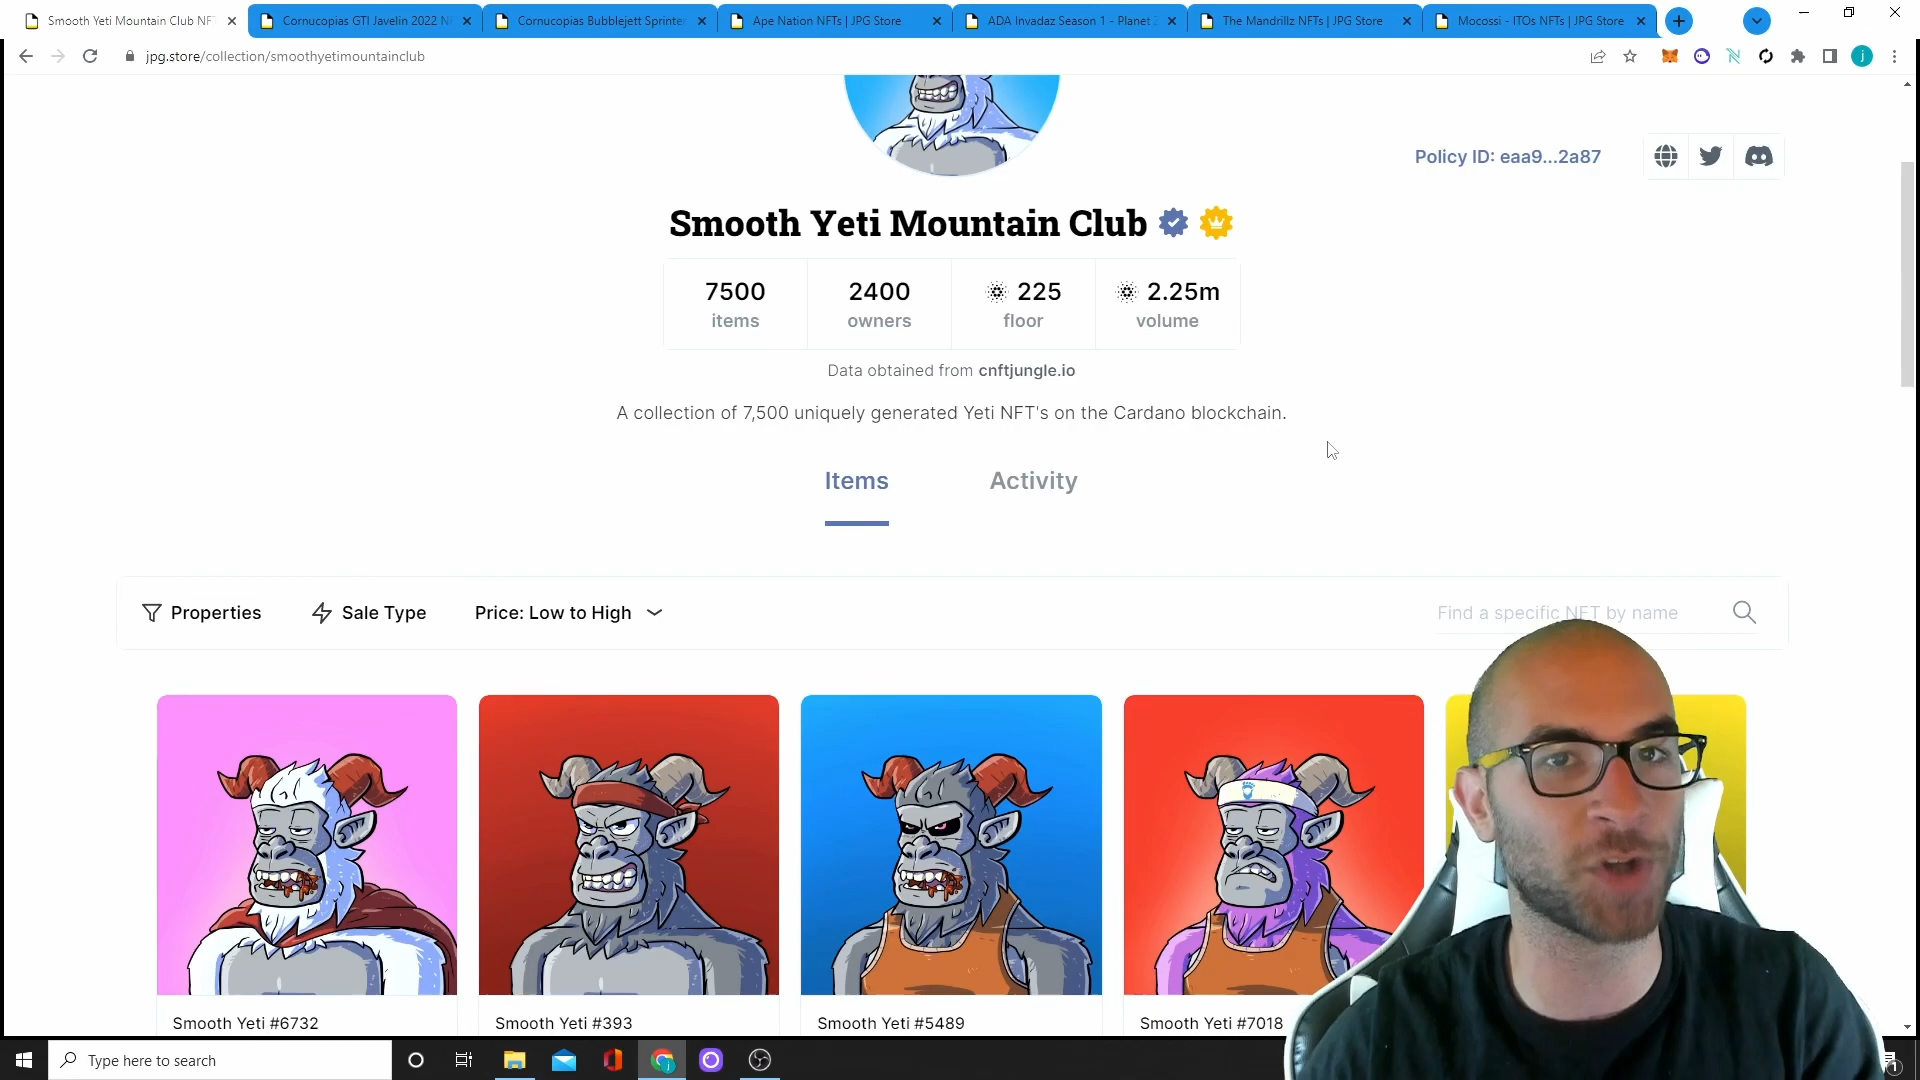 Smooth Yeti Mountain Club NF
Cornucopias GTI Javelin 2022 N
Cornucopias Bubblejett Sprinter
Ape Nation NFTs | JPG Store
ADA Invadaz Season 1 - Planet
The Mandrillz NFTs | JPG Store
Mocossi - ITOs NFTs | JPG Store
jpg.store/collection/smoothyetimountainclub
j
Policy ID: eaa9...2a87
Smooth Yeti Mountain Club
7500
items
2400
owners
225
floor
2.25m
volume
Data obtained from cnftjungle.io
A collection of 7,500 uniquely generated Yeti NFT's on the Cardano blockchain.
Items
Activity
Properties
Sale Type
Price: Low to High
Find a specific NFT by name
Smooth Yeti #6732
Smooth Yeti #393
Smooth Yeti #5489
Smooth Yeti #7018
Type here to search
j
1